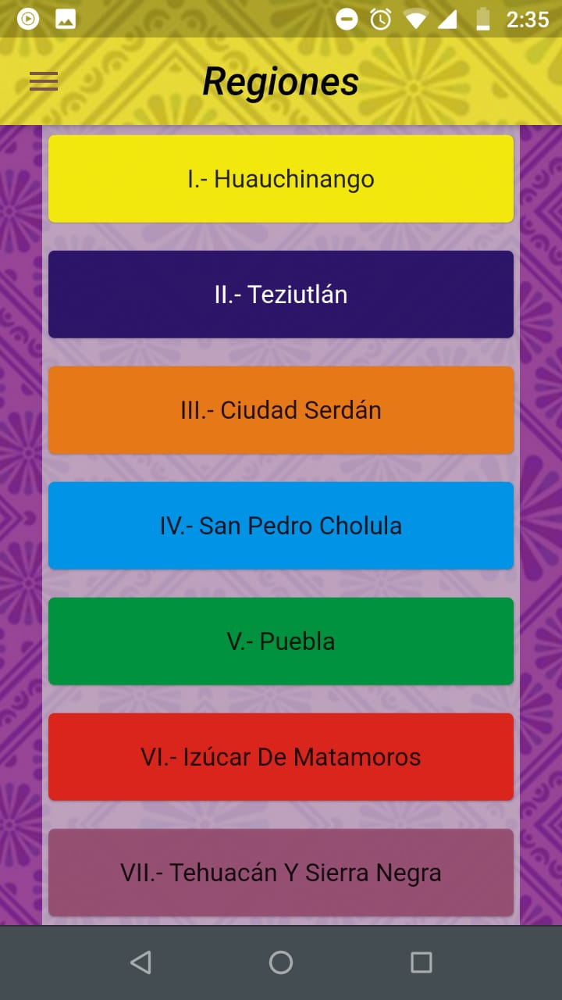 2:35
Regiones
I.- Huauchinango
II.- Teziutlán
III.- Ciudad Serdán
IV.- San Pedro Cholula
V.- Puebla
VI.- Izúcar De Matamoros
VII.- Tehuacán Y Sierra Negra